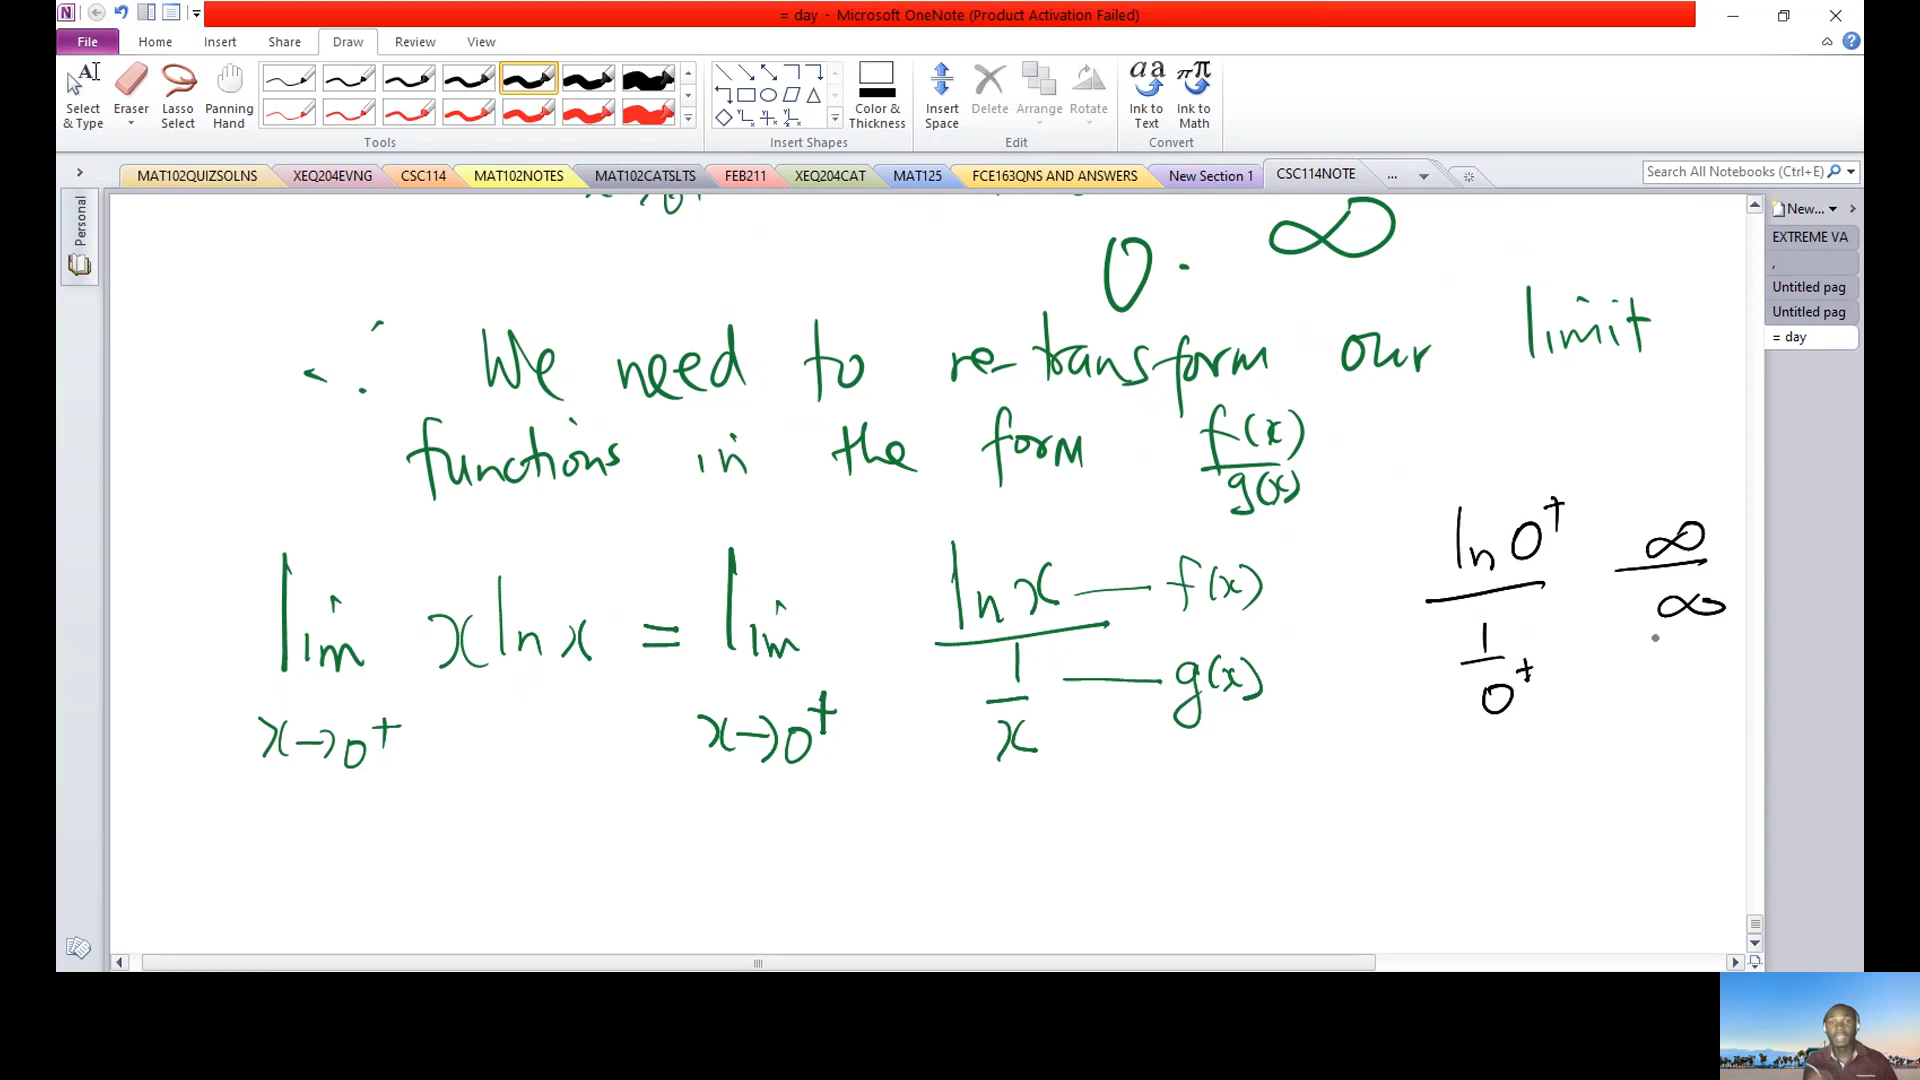 = day - Microsoft OneNote (Product Activation Failed)
File Home Insert Share Draw Review View
Select & Type
Eraser
Lasso Select
Panning Hand
Color & Thickness
Insert Space
Delete
Arrange
Rotate
Ink to Text
Ink to Math
Tools
Insert Shapes
Edit
Convert
MAT102QUIZSOLNS XEQ204EVNG CSC114 MAT102NOTES MAT102CATSLTS FEB211 XEQ204CAT MAT125 FCE163QNS AND ANSWERS New Section 1 CSC114NOTE ...
Search All Notebooks (Ctrl+E)
Personal
New...
EXTREME VA
,
Untitled pag
Untitled pag
= day
0 · ∞
∴ We need to re-transform our limit
functions in the form f(x)/g(x)
lim x→0⁺ x ln x = lim x→0⁺ ln x — f(x) / 1/x — g(x)
ln 0⁺ / 1/0⁺
∞/∞